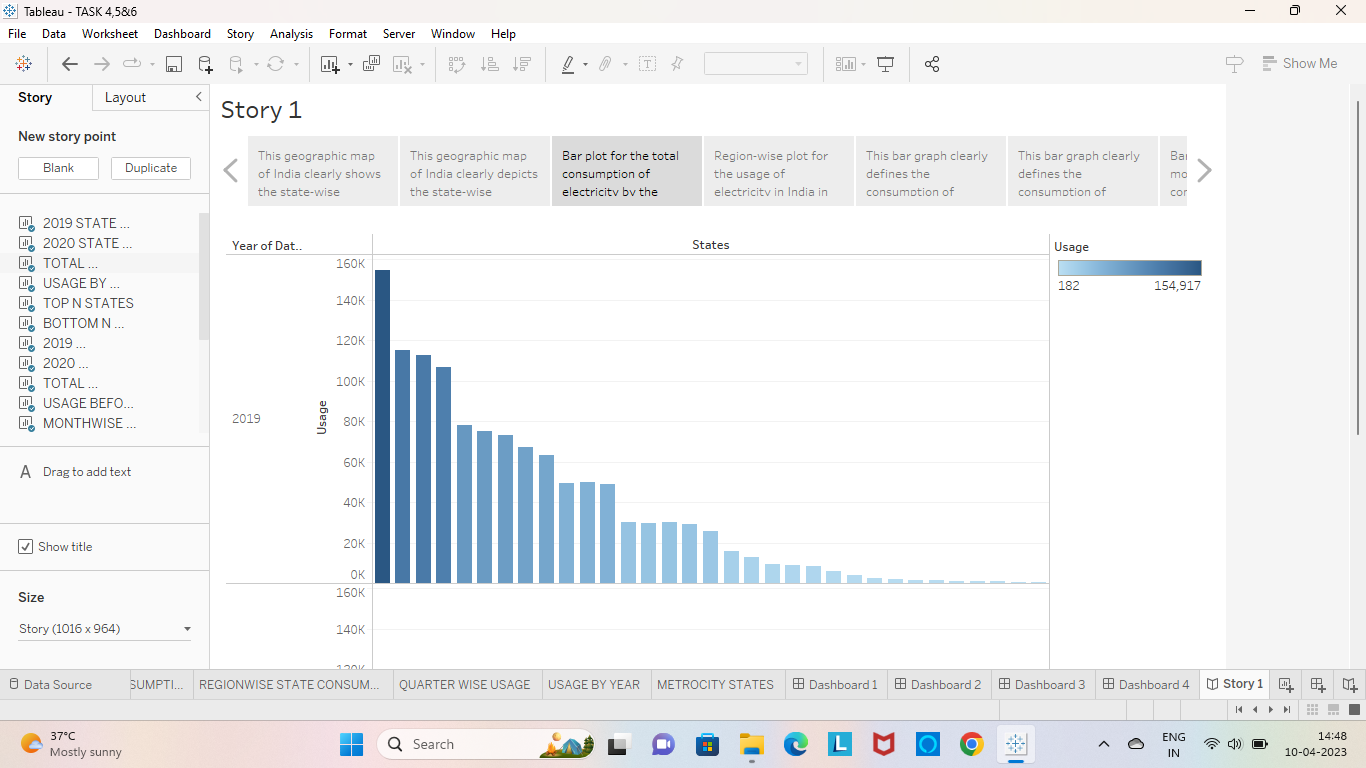 Tableau - TASK 4,5&6
File Data Worksheet Dashboard Story Analysis Format Server Window Help
Show Me
Story Layout
New story point
Blank Duplicate
2019 STATE ...
2020 STATE ...
TOTAL ...
USAGE BY ...
TOP N STATES
BOTTOM N ...
2019 ...
2020 ...
TOTAL ...
USAGE BEFO...
MONTHWISE ...
A Drag to add text
Show title
Size
Story (1016 x 964)
Story 1
This geographic map
of India clearly shows
the state-wise
This geographic map
of India clearly depicts
the state-wise
Bar plot for the total
consumption of
electricity by the
Region-wise plot for
the usage of
electricity in India in
This bar graph clearly
defines the
consumption of
This bar graph clearly
defines the
consumption of
Year of Dat..
States
2019
Usage
160K
140K
120K
100K
80K
60K
40K
20K
0K
160K
140K
120K
Usage
182 154,917
Data Source SUMPTI... REGIONWISE STATE CONSUM... QUARTER WISE USAGE USAGE BY YEAR METROCITY STATES Dashboard 1 Dashboard 2 Dashboard 3 Dashboard 4 Story 1
37°C
Mostly sunny
Search
L
ENG
IN
14:48
10-04-2023